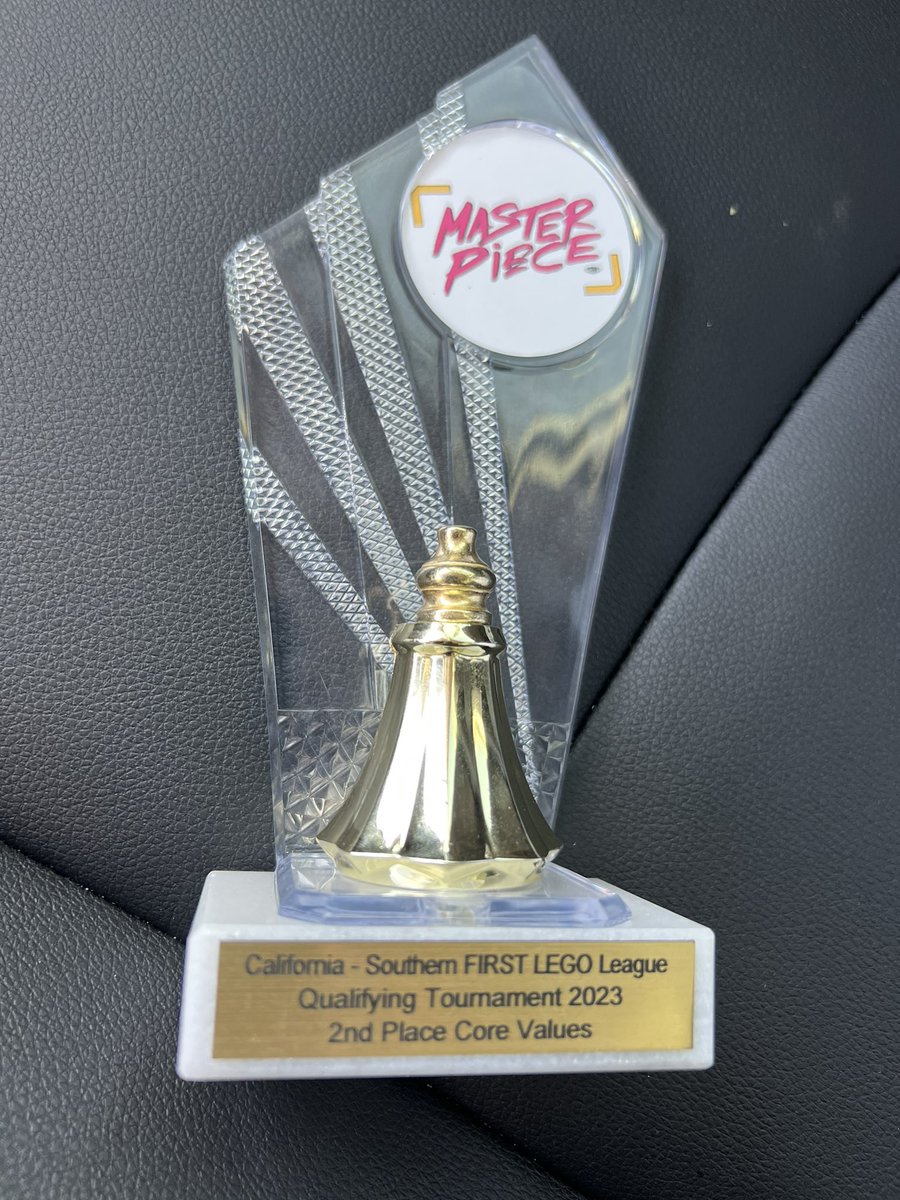 MASTER
PIECE
California - Southern FIRST LEGO League
Qualifying Tournament 2023
2nd Place Core Values